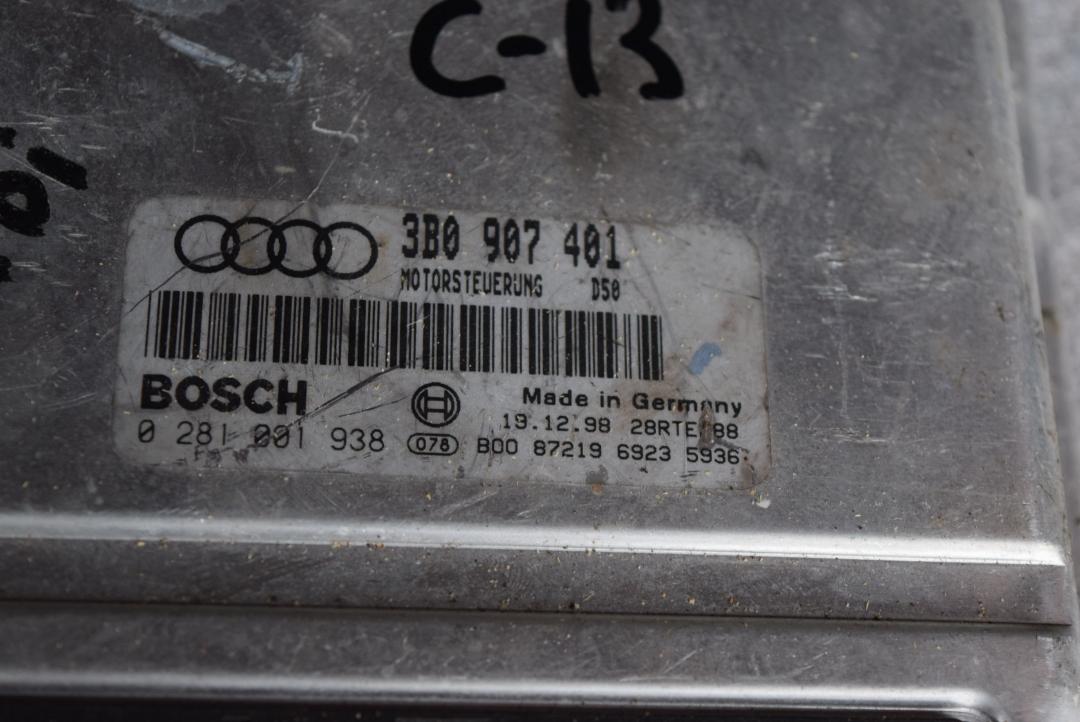 C-13
3B0 907 401
MOTORSTEUERUNG D50
BOSCH
Made in Germany
19.12.98 28RTE 88
0 281 001 938
078 B00 87219 6923 5936